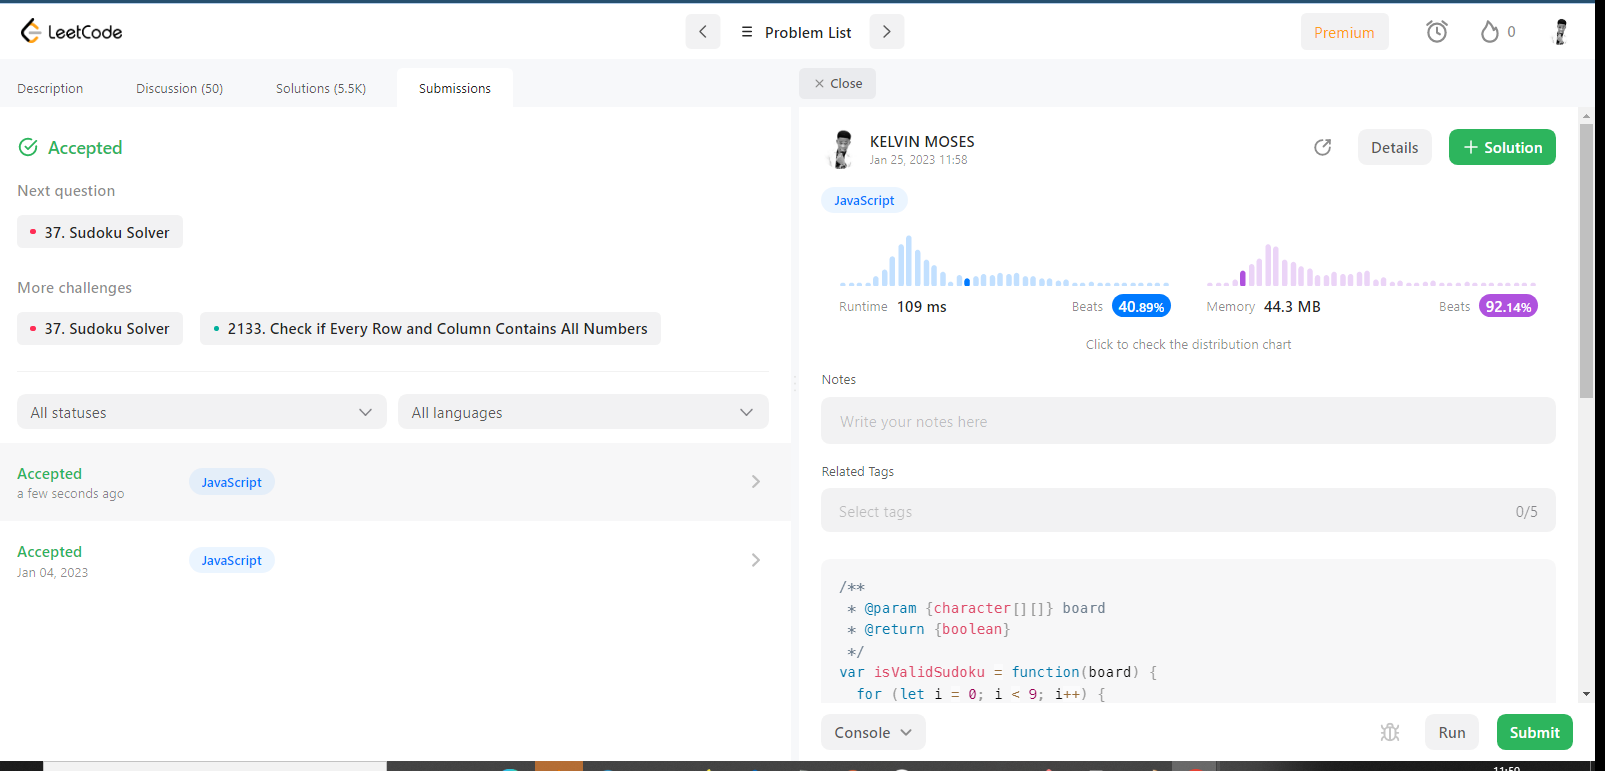 LeetCode
Problem List
Premium
0
Description
Discussion (50)
Solutions (5.5K)
Submissions
Close
Accepted
Next question
37. Sudoku Solver
More challenges
37. Sudoku Solver
2133. Check if Every Row and Column Contains All Numbers
All statuses
All languages
Accepted
a few seconds ago
JavaScript
Accepted
Jan 04, 2023
JavaScript
KELVIN MOSES
Jan 25, 2023 11:58
Details
+ Solution
JavaScript
Runtime 109 ms
Beats 40.89%
Memory 44.3 MB
Beats 92.14%
Click to check the distribution chart
Notes
Write your notes here
Related Tags
Select tags
0/5
/**
* @param {character[][]} board
* @return {boolean}
*/
var isValidSudoku = function(board) {
for (let i = 0; i < 9; i++) {
Console
Run
Submit